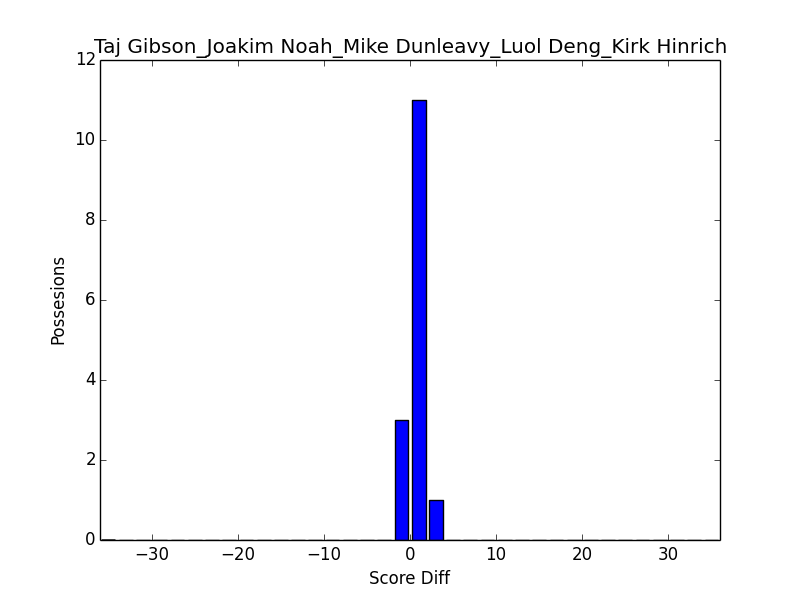 Taj Gibson_Joakim Noah_Mike Dunleavy_Luol Deng_Kirk Hinrich
12
10
8
6
4
2
0
Possesions
−30 −20 −10 0 10 20 30
Score Diff